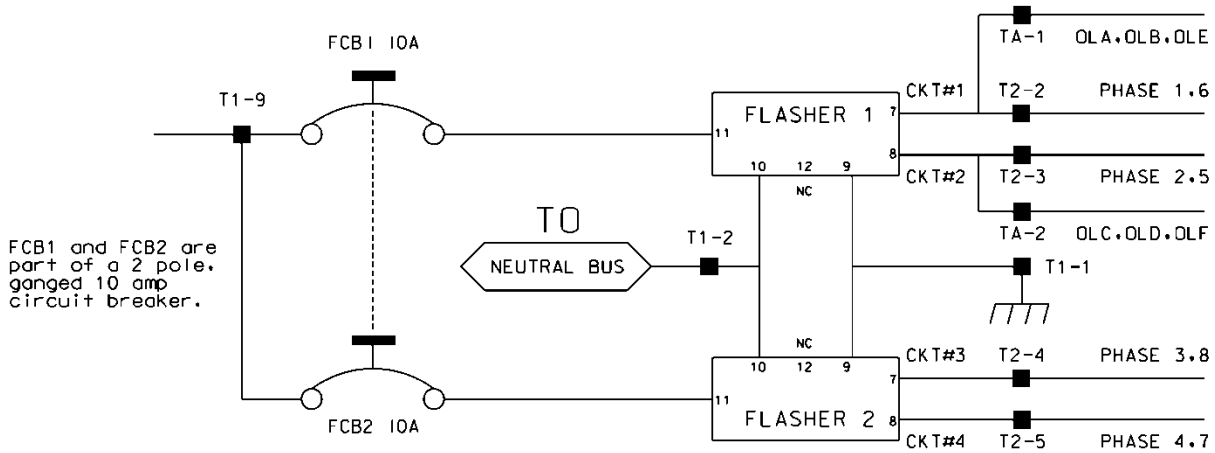 FCB1 10A
T1-9
FCB1 and FCB2 are
part of a 2 pole.
ganged 10 amp
circuit breaker.
FCB2 10A
TO
NEUTRAL BUS
T1-2
FLASHER 1
11
7
8
10 12 9
NC
CKT#1
CKT#2
TA-1 OLA.OLB.OLE
T2-2 PHASE 1.6
T2-3 PHASE 2.5
TA-2 OLC.OLD.OLF
T1-1
NC
10 12 9
11
7
8
FLASHER 2
CKT#3 T2-4 PHASE 3.8
CKT#4 T2-5 PHASE 4.7